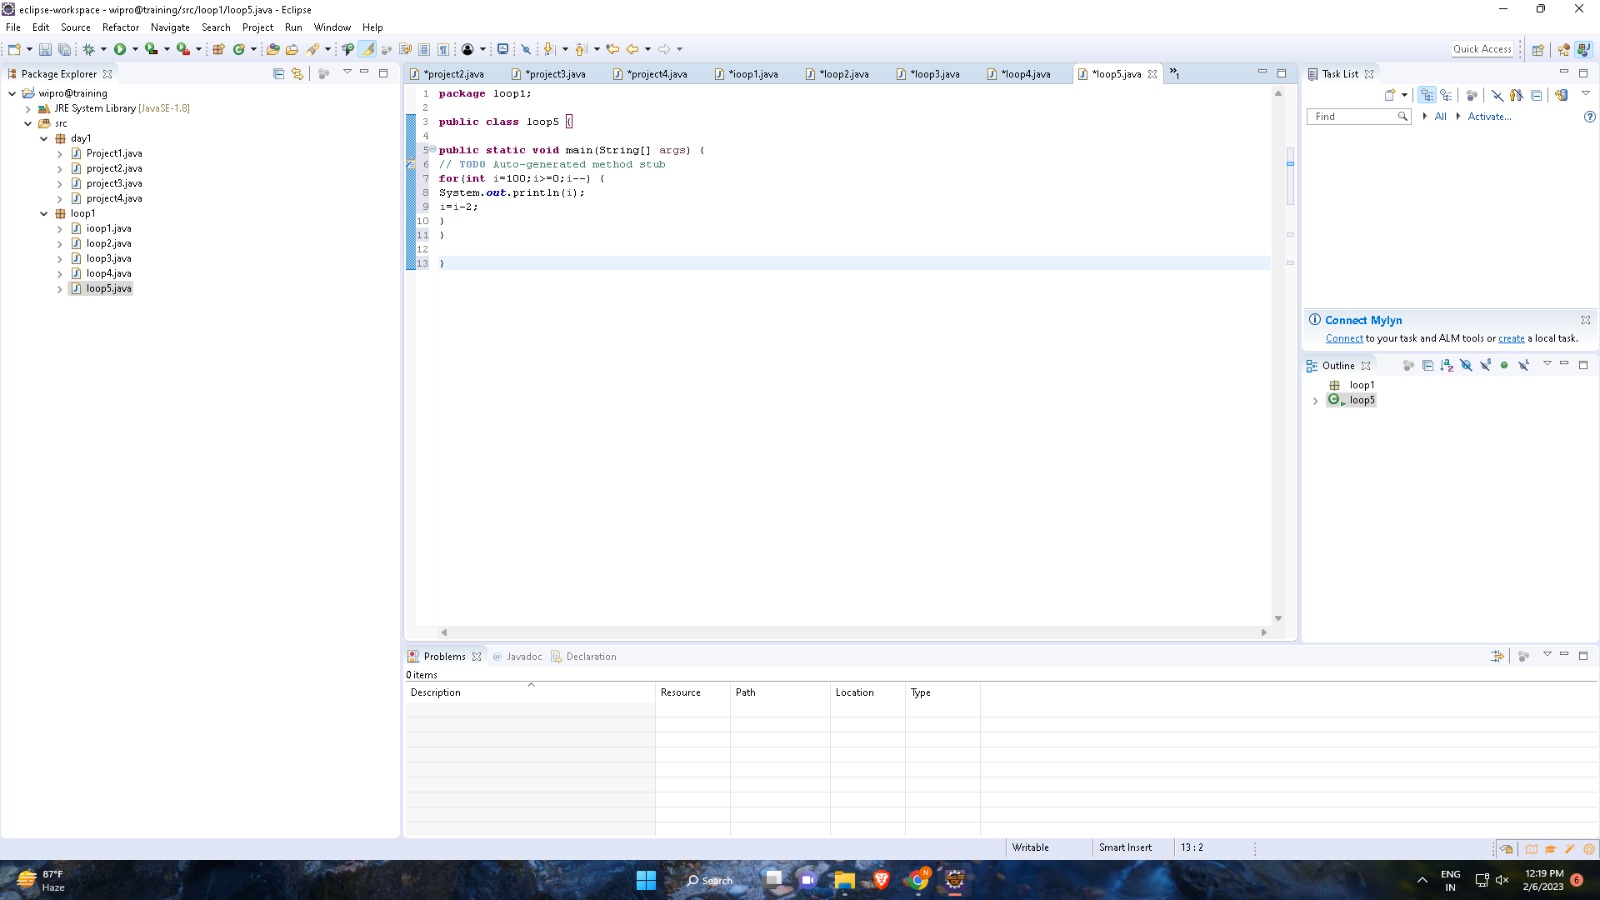 eclipse-workspace - wipro@training/src/loop1/loop5.java - Eclipse
File Edit Source Refactor Navigate Search Project Run Window Help
Quick Access
Package Explorer
wipro@training
JRE System Library [JavaSE-1.8]
src
day1
Project1.java
project2.java
project3.java
project4.java
loop1
ioop1.java
loop2.java
loop3.java
loop4.java
loop5.java
*project2.java *project3.java *project4.java *ioop1.java *loop2.java *loop3.java *loop4.java *loop5.java »1
1 package loop1;
2
3 public class loop5 {
4
5 public static void main(String[] args) {
6 // TODO Auto-generated method stub
7 for(int i=100;i>=0;i--) {
8 System.out.println(i);
9 i=i-2;
10 }
11 }
12
13 }
Task List
Find All Activate...
Connect Mylyn
Connect to your task and ALM tools or create a local task.
Outline
loop1
loop5
Problems @ Javadoc Declaration
0 items
Description Resource Path Location Type
Writable Smart Insert 13 : 2
87°F
Haze
Search
ENG
IN
12:19 PM
2/6/2023
6